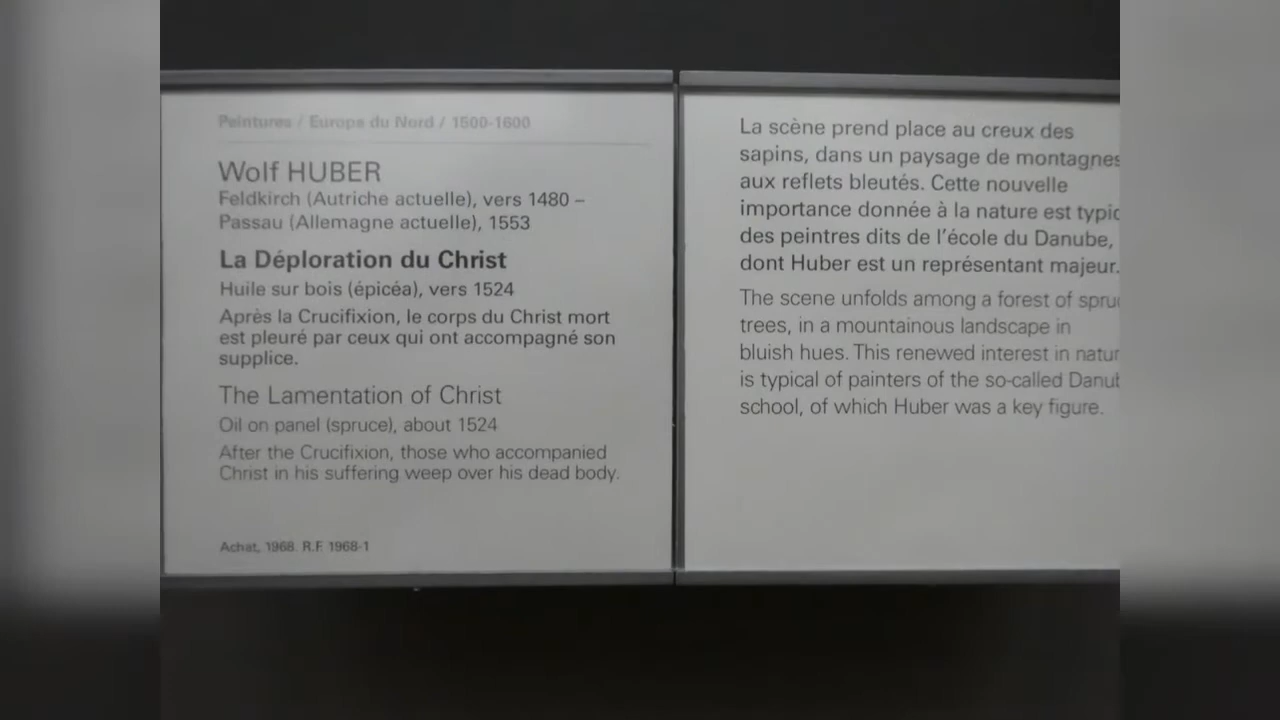 Peintures / Europe du Nord / 1500-1600
Wolf HUBER
Feldkirch (Autriche actuelle), vers 1480 –
Passau (Allemagne actuelle), 1553
La Déploration du Christ
Huile sur bois (épicéa), vers 1524
Après la Crucifixion, le corps du Christ mort
est pleuré par ceux qui ont accompagné son
supplice.
The Lamentation of Christ
Oil on panel (spruce), about 1524
After the Crucifixion, those who accompanied
Christ in his suffering weep over his dead body.
Achat, 1968. R.F. 1968-1
La scène prend place au creux des
sapins, dans un paysage de montagnes
aux reflets bleutés. Cette nouvelle
importance donnée à la nature est
des peintres dits de l'école du Danube,
dont Huber est un représentant majeur.
The scene unfolds among a forest of
trees, in a mountainous landscape in
bluish hues. This renewed interest in
is typical of painters of the so-called
school, of which Huber was a key figure.